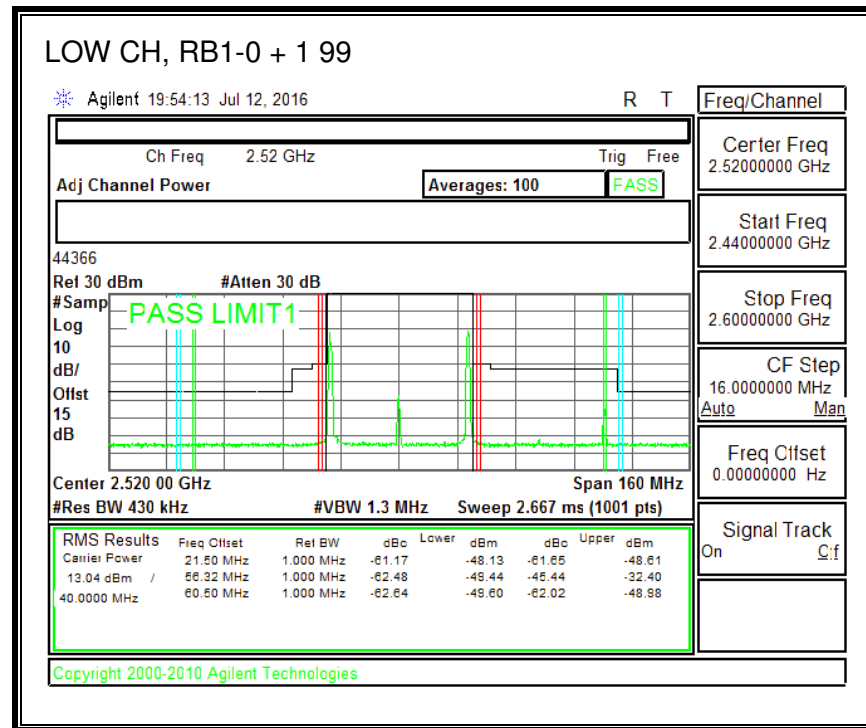 LOW CH, RB1-0 + 1 99
Agilent 19:54:13 Jul 12, 2016 R T
Freq/Channel
Ch Freq 2.52 GHz Trig Free
Adj Channel Power Averages: 100 PASS
Center Freq
2.52000000 GHz
Start Freq
2.44000000 GHz
Stop Freq
2.60000000 GHz
CF Step
16.0000000 MHz
Auto Man
Freq Offset
0.00000000 Hz
Signal Track
On Off
44366
Ref 30 dBm #Atten 30 dB
#Samp
Log
10
dB/
Offst
15
dB
PASS LIMIT1
Center 2.520 00 GHz Span 160 MHz
#Res BW 430 kHz #VBW 1.3 MHz Sweep 2.667 ms (1001 pts)
RMS Results Freq Offset Ref BW dBc Lower dBm dBc Upper dBm
Carrier Power 21.50 MHz 1.000 MHz -61.17 -48.13 -61.65 -48.61
13.04 dBm / 56.32 MHz 1.000 MHz -62.48 -49.44 -45.44 -32.40
40.0000 MHz 60.50 MHz 1.000 MHz -62.64 -49.60 -62.02 -48.98
Copyright 2000-2010 Agilent Technologies